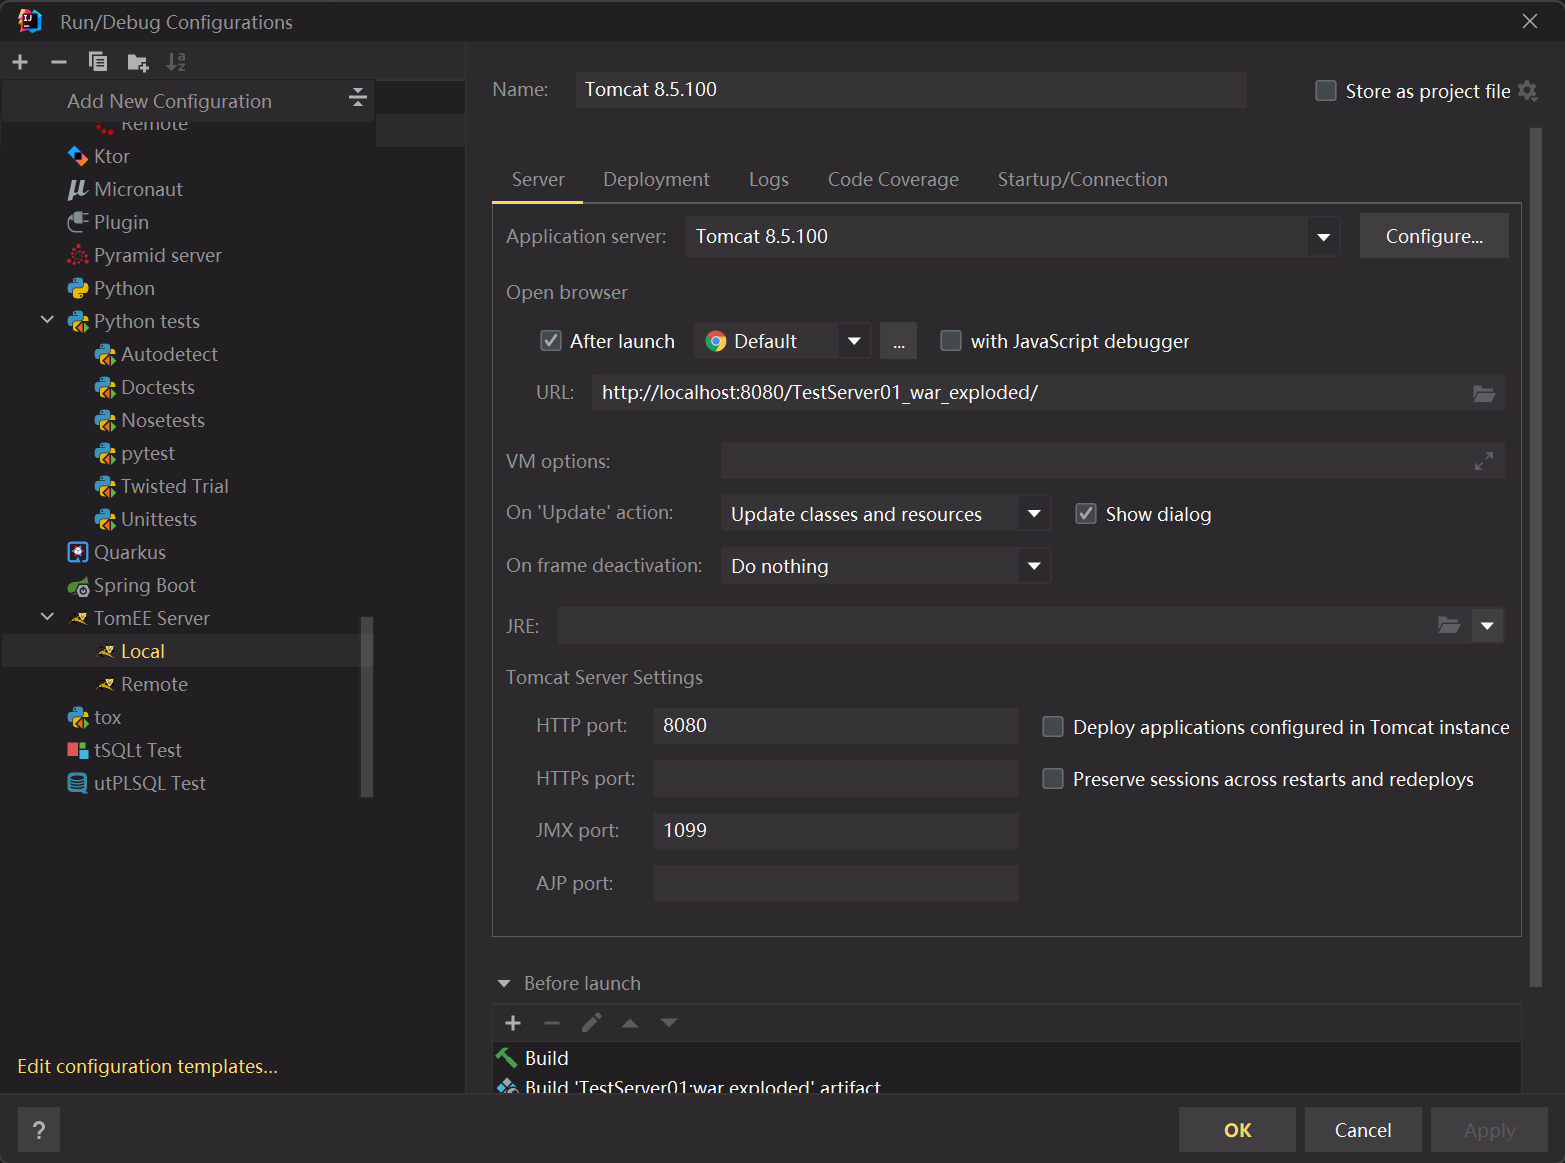 Run/Debug Configurations
Add New Configuration
Remote
Ktor
Micronaut
Plugin
Pyramid server
Python
Python tests
Autodetect
Doctests
Nosetests
pytest
Twisted Trial
Unittests
Quarkus
Spring Boot
TomEE Server
Local
Remote
tox
tSQLt Test
utPLSQL Test
Edit configuration templates...
Name: Tomcat 8.5.100
Store as project file
Server Deployment Logs Code Coverage Startup/Connection
Application server: Tomcat 8.5.100 Configure...
Open browser
After launch Default ... with JavaScript debugger
URL: http://localhost:8080/TestServer01_war_exploded/
VM options:
On 'Update' action: Update classes and resources Show dialog
On frame deactivation: Do nothing
JRE:
Tomcat Server Settings
HTTP port: 8080 Deploy applications configured in Tomcat instance
HTTPs port: Preserve sessions across restarts and redeploys
JMX port: 1099
AJP port:
Before launch
Build
Build 'TestServer01:war exploded' artifact
? OK Cancel Apply